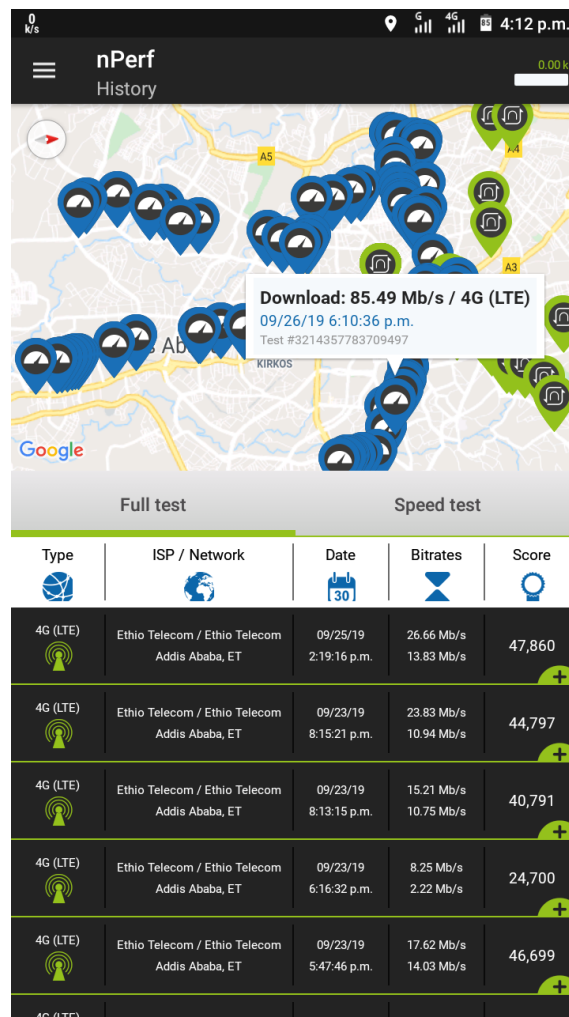 0
k/s
G
4G
85
4:12 p.m.
nPerf
History
0.00 k
A5
A4
A3
Download: 85.49 Mb/s / 4G (LTE)
09/26/19 6:10:36 p.m.
Test #3214357783709497
s Ab
KIRKOS
Google
Full test
Speed test
Type
ISP / Network
Date
Bitrates
Score
30
4G (LTE)
Ethio Telecom / Ethio Telecom
Addis Ababa, ET
09/25/19
2:19:16 p.m.
26.66 Mb/s
13.83 Mb/s
47,860
4G (LTE)
Ethio Telecom / Ethio Telecom
Addis Ababa, ET
09/23/19
8:15:21 p.m.
23.83 Mb/s
10.94 Mb/s
44,797
4G (LTE)
Ethio Telecom / Ethio Telecom
Addis Ababa, ET
09/23/19
8:13:15 p.m.
15.21 Mb/s
10.75 Mb/s
40,791
4G (LTE)
Ethio Telecom / Ethio Telecom
Addis Ababa, ET
09/23/19
6:16:32 p.m.
8.25 Mb/s
2.22 Mb/s
24,700
4G (LTE)
Ethio Telecom / Ethio Telecom
Addis Ababa, ET
09/23/19
5:47:46 p.m.
17.62 Mb/s
14.03 Mb/s
46,699
4G (LTE)